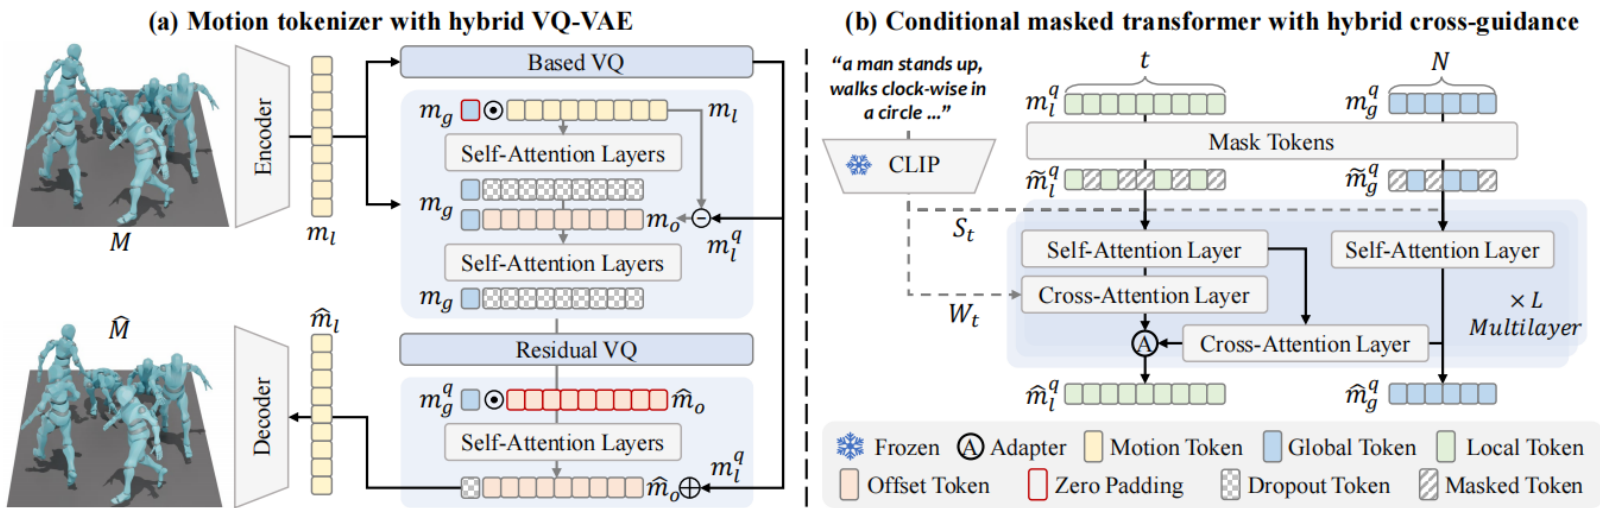 (a) Motion tokenizer with hybrid VQ-VAE
M
Encoder
m_l
Based VQ
m_g ⊙ m_l
Self-Attention Layers
m_g
m_o ⊖
m_l^q
Self-Attention Layers
m_g
Residual VQ
m_g^q ⊙ m̂_o
Self-Attention Layers
m̂_o ⊕ m_l^q
M̂
m̂_l
Decoder
(b) Conditional masked transformer with hybrid cross-guidance
“a man stands up,
walks clock-wise in
a circle ...”
CLIP
t
N
m_l^q
m_g^q
Mask Tokens
m̃_l^q
m̃_g^q
S_t
W_t
Self-Attention Layer
Self-Attention Layer
Cross-Attention Layer
× L
Multilayer
A
Cross-Attention Layer
m̂_l^q
m̂_g^q
Frozen
A Adapter
Motion Token
Global Token
Local Token
Offset Token
Zero Padding
Dropout Token
Masked Token